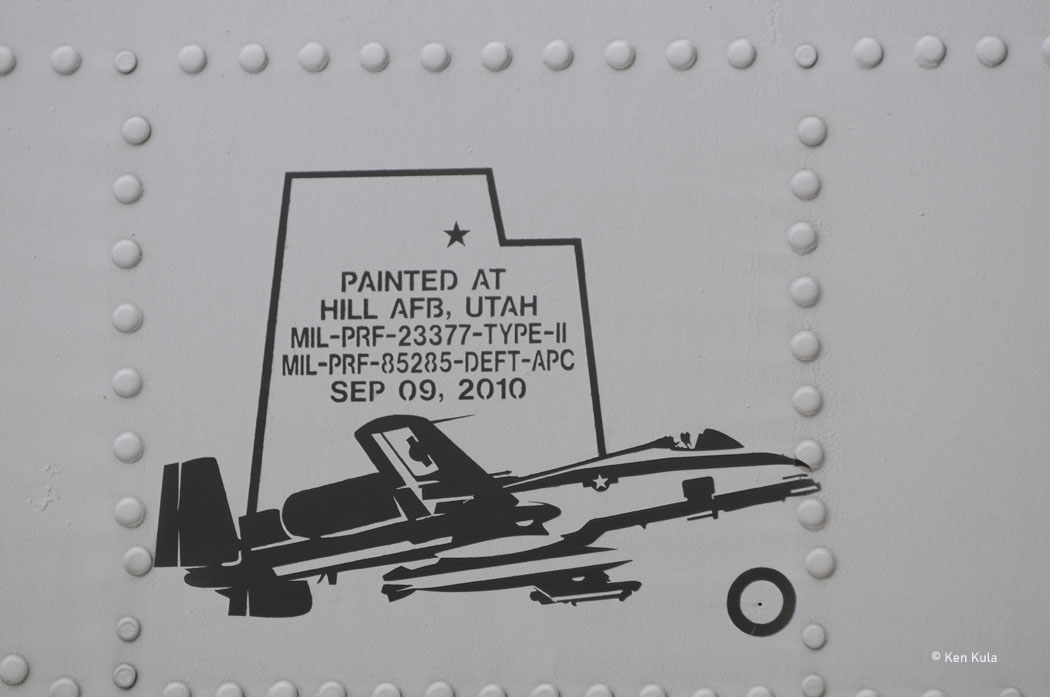 PAINTED AT
HILL AFB, UTAH
MIL-PRF-23377-TYPE-II
MIL-PRF-85285-DEFT-APC
SEP 09, 2010
© Ken Kula